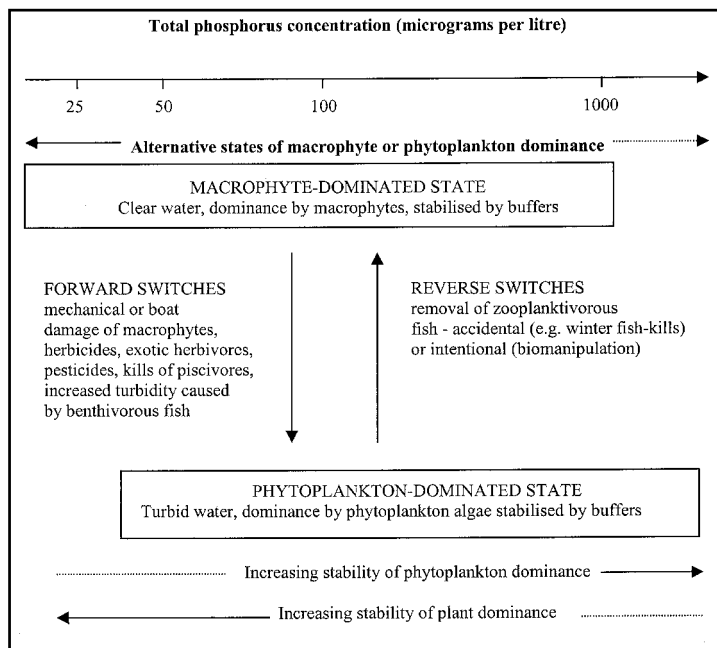 Total phosphorus concentration (micrograms per litre)
25 50 100 1000
Alternative states of macrophyte or phytoplankton dominance
MACROPHYTE-DOMINATED STATE
Clear water, dominance by macrophytes, stabilised by buffers
FORWARD SWITCHES
mechanical or boat
damage of macrophytes,
herbicides, exotic herbivores,
pesticides, kills of piscivores,
increased turbidity caused
by benthivorous fish
REVERSE SWITCHES
removal of zooplanktivorous
fish - accidental (e.g. winter fish-kills)
or intentional (biomanipulation)
PHYTOPLANKTON-DOMINATED STATE
Turbid water, dominance by phytoplankton algae stabilised by buffers
Increasing stability of phytoplankton dominance
Increasing stability of plant dominance